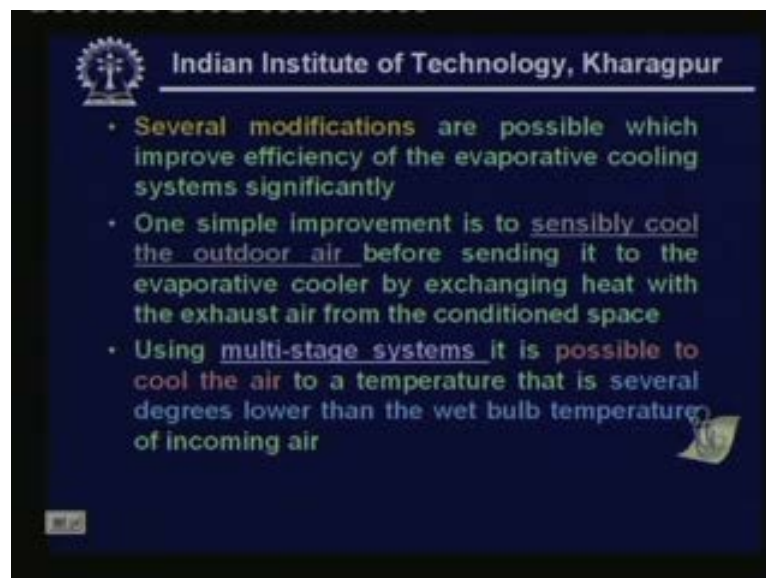 Indian Institute of Technology, Kharagpur
• Several modifications are possible which
improve efficiency of the evaporative cooling
systems significantly
• One simple improvement is to sensibly cool
the outdoor air before sending it to the
evaporative cooler by exchanging heat with
the exhaust air from the conditioned space
• Using multi-stage systems it is possible to
cool the air to a temperature that is several
degrees lower than the wet bulb temperature
of incoming air